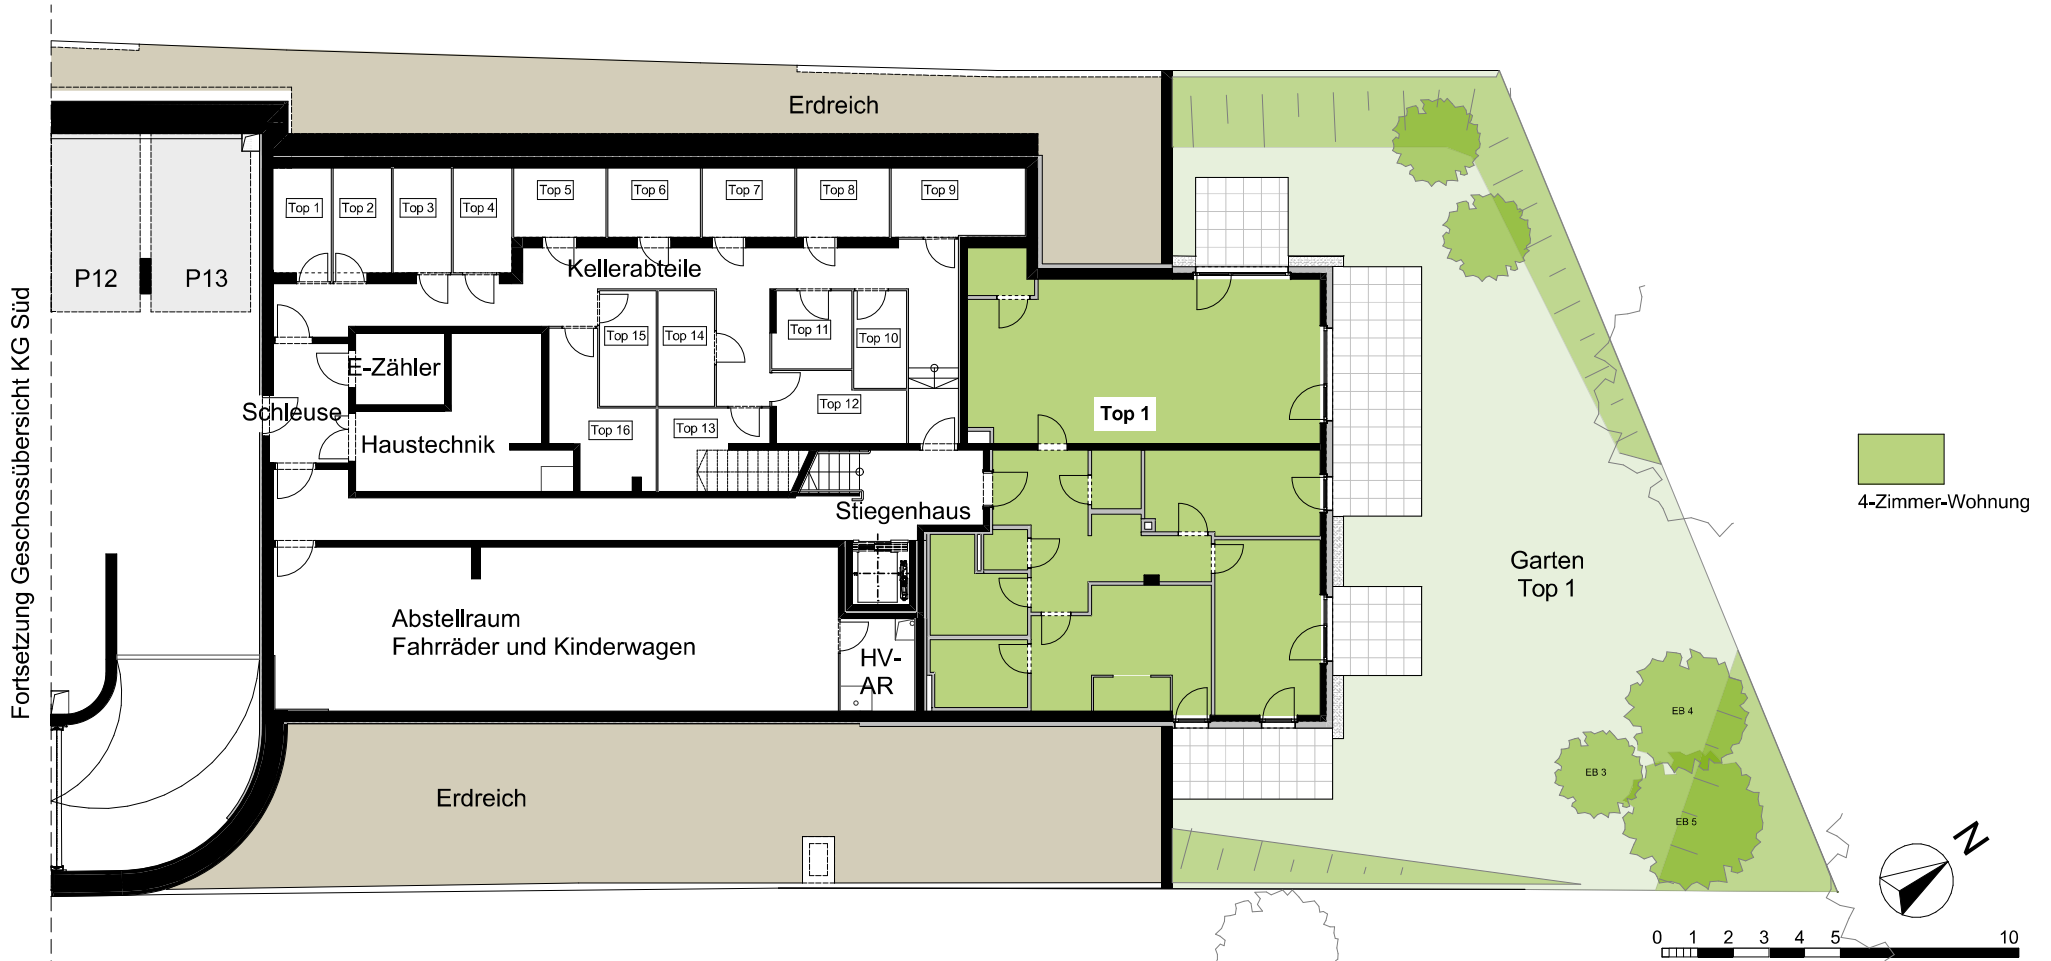 Fortsetzung Geschossübersicht KG Süd
Erdreich
P12
P13
Top 1
Top 2
Top 3
Top 4
Top 5
Top 6
Top 7
Top 8
Top 9
Kellerabteile
Top 15
Top 14
Top 11
Top 10
Top 12
Top 16
Top 13
E-Zähler
Schleuse
Haustechnik
Top 1
Stiegenhaus
Abstellraum
Fahrräder und Kinderwagen
HV-
AR
Erdreich
Garten
Top 1
4-Zimmer-Wohnung
EB 4
EB 3
EB 5
N
0 1 2 3 4 5 10